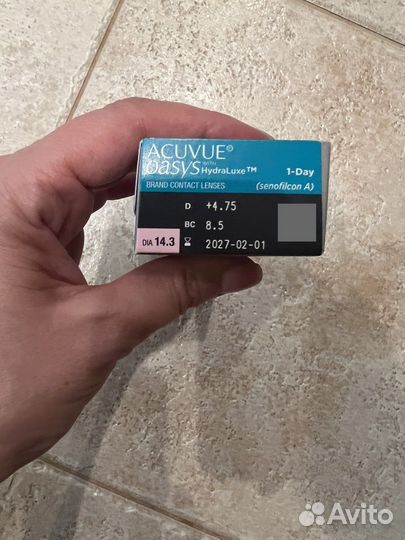 ACUVUE®
OASYS WITH HydraLuxe™ 1-Day
BRAND CONTACT LENSES (senofilcon A)
D +4.75
BC 8.5
DIA 14.3 2027-02-01
Avito